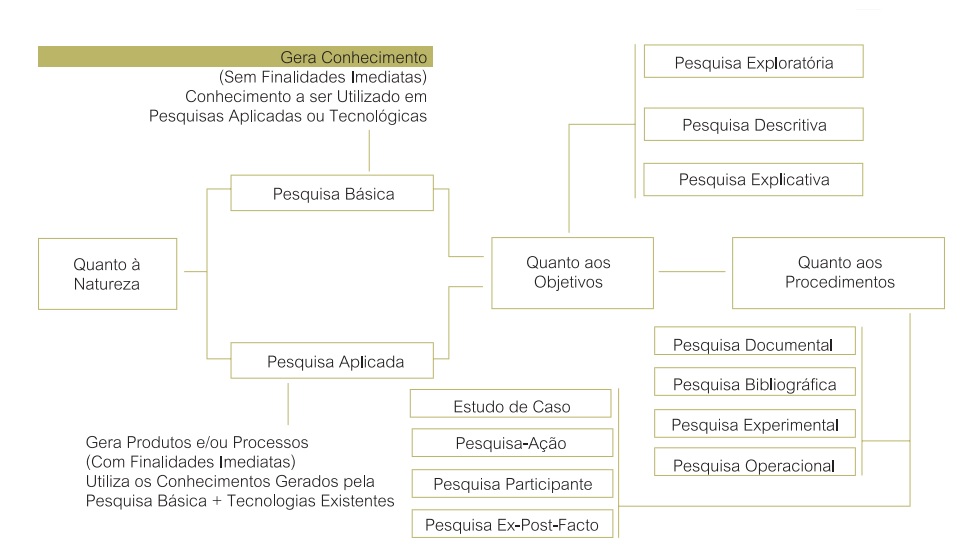 Gera Conhecimento
(Sem Finalidades Imediatas)
Conhecimento a ser Utilizado em
Pesquisas Aplicadas ou Tecnológicas
Pesquisa Exploratória
Pesquisa Descritiva
Pesquisa Explicativa
Pesquisa Básica
Quanto à
Natureza
Quanto aos
Objetivos
Quanto aos
Procedimentos
Pesquisa Aplicada
Gera Produtos e/ou Processos
(Com Finalidades Imediatas)
Utiliza os Conhecimentos Gerados pela
Pesquisa Básica + Tecnologias Existentes
Pesquisa Documental
Pesquisa Bibliográfica
Pesquisa Experimental
Pesquisa Operacional
Estudo de Caso
Pesquisa-Ação
Pesquisa Participante
Pesquisa Ex-Post-Facto